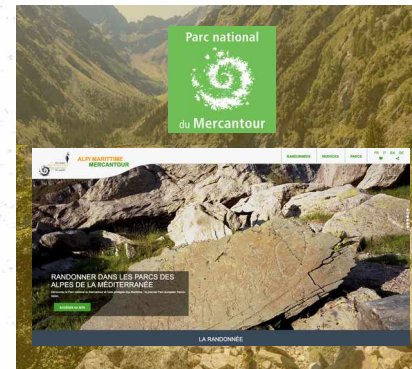 Parc national
du Mercantour
ALPI MARITTIME
MERCANTOUR
RANDONNÉES SERVICES PARCS
RANDONNER DANS LES PARCS DES
ALPES DE LA MÉDITERRANÉE
LA RANDONNÉE